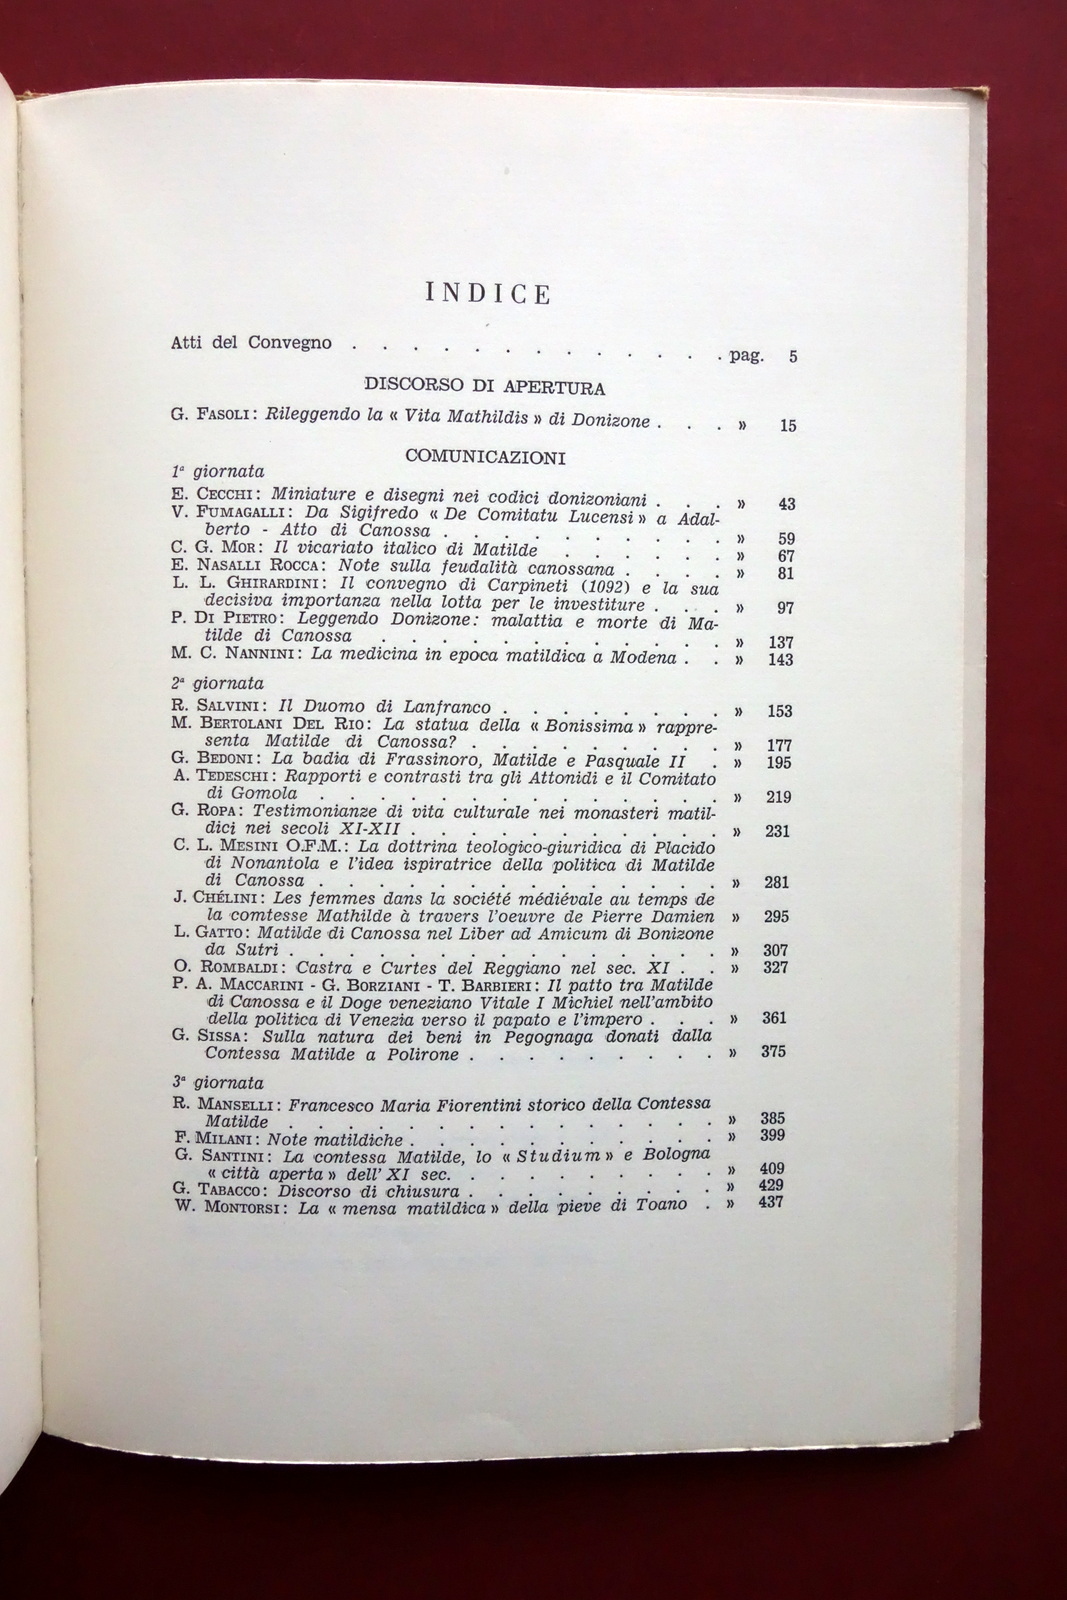 INDICE
Atti del Convegno . . . . . . . . . . . . . pag. 5
DISCORSO DI APERTURA
G. FASOLI: Rileggendo la « Vita Mathildis » di Donizone . . . » 15
COMUNICAZIONI
1ª giornata
E. CECCHI: Miniature e disegni nei codici donizoniani . . . » 43
V. FUMAGALLI: Da Sigifredo « De Comitatu Lucensi » a Adal-
berto - Atto di Canossa . . . . . . . . . . » 59
C. G. MOR: Il vicariato italico di Matilde . . . . . . » 67
E. NASALLI ROCCA: Note sulla feudalità canossana . . . . » 81
L. L. GHIRARDINI: Il convegno di Carpineti (1092) e la sua
decisiva importanza nella lotta per le investiture . . . » 97
P. DI PIETRO: Leggendo Donizone: malattia e morte di Ma-
tilde di Canossa . . . . . . . . . . . . » 137
M. C. NANNINI: La medicina in epoca matildica a Modena . . » 143
2ª giornata
R. SALVINI: Il Duomo di Lanfranco . . . . . . . . » 153
M. BERTOLANI DEL RIO: La statua della « Bonissima » rappre-
senta Matilde di Canossa? . . . . . . . . . » 177
G. BEDONI: La badia di Frassinoro, Matilde e Pasquale II . » 195
A. TEDESCHI: Rapporti e contrasti tra gli Attonidi e il Comitato
di Gomola . . . . . . . . . . . . . . » 219
G. ROPA: Testimonianze di vita culturale nei monasteri matil-
dici nei secoli XI-XII . . . . . . . . . . . » 231
C. L. MESINI O.F.M.: La dottrina teologico-giuridica di Placido
di Nonantola e l'idea ispiratrice della politica di Matilde
di Canossa . . . . . . . . . . . . . . » 281
J. CHÉLINI: Les femmes dans la société médiévale au temps de
la comtesse Mathilde à travers l'oeuvre de Pierre Damien » 295
L. GATTO: Matilde di Canossa nel Liber ad Amicum di Bonizone
da Sutri . . . . . . . . . . . . . . . » 307
O. ROMBALDI: Castra e Curtes del Reggiano nel sec. XI . . » 327
P. A. MACCARINI - G. BORZIANI - T. BARBIERI: Il patto tra Matilde
di Canossa e il Doge veneziano Vitale I Michiel nell'ambito
della politica di Venezia verso il papato e l'impero . . . » 361
G. SISSA: Sulla natura dei beni in Pegognaga donati dalla
Contessa Matilde a Polirone . . . . . . . . . » 375
3ª giornata
R. MANSELLI: Francesco Maria Fiorentini storico della Contessa
Matilde . . . . . . . . . . . . . . . » 385
F. MILANI: Note matildiche . . . . . . . . . . . » 399
G. SANTINI: La contessa Matilde, lo « Studium » e Bologna
« città aperta » dell' XI sec. . . . . . . . . . » 409
G. TABACCO: Discorso di chiusura . . . . . . . . . » 429
W. MONTORSI: La « mensa matildica » della pieve di Toano . » 437